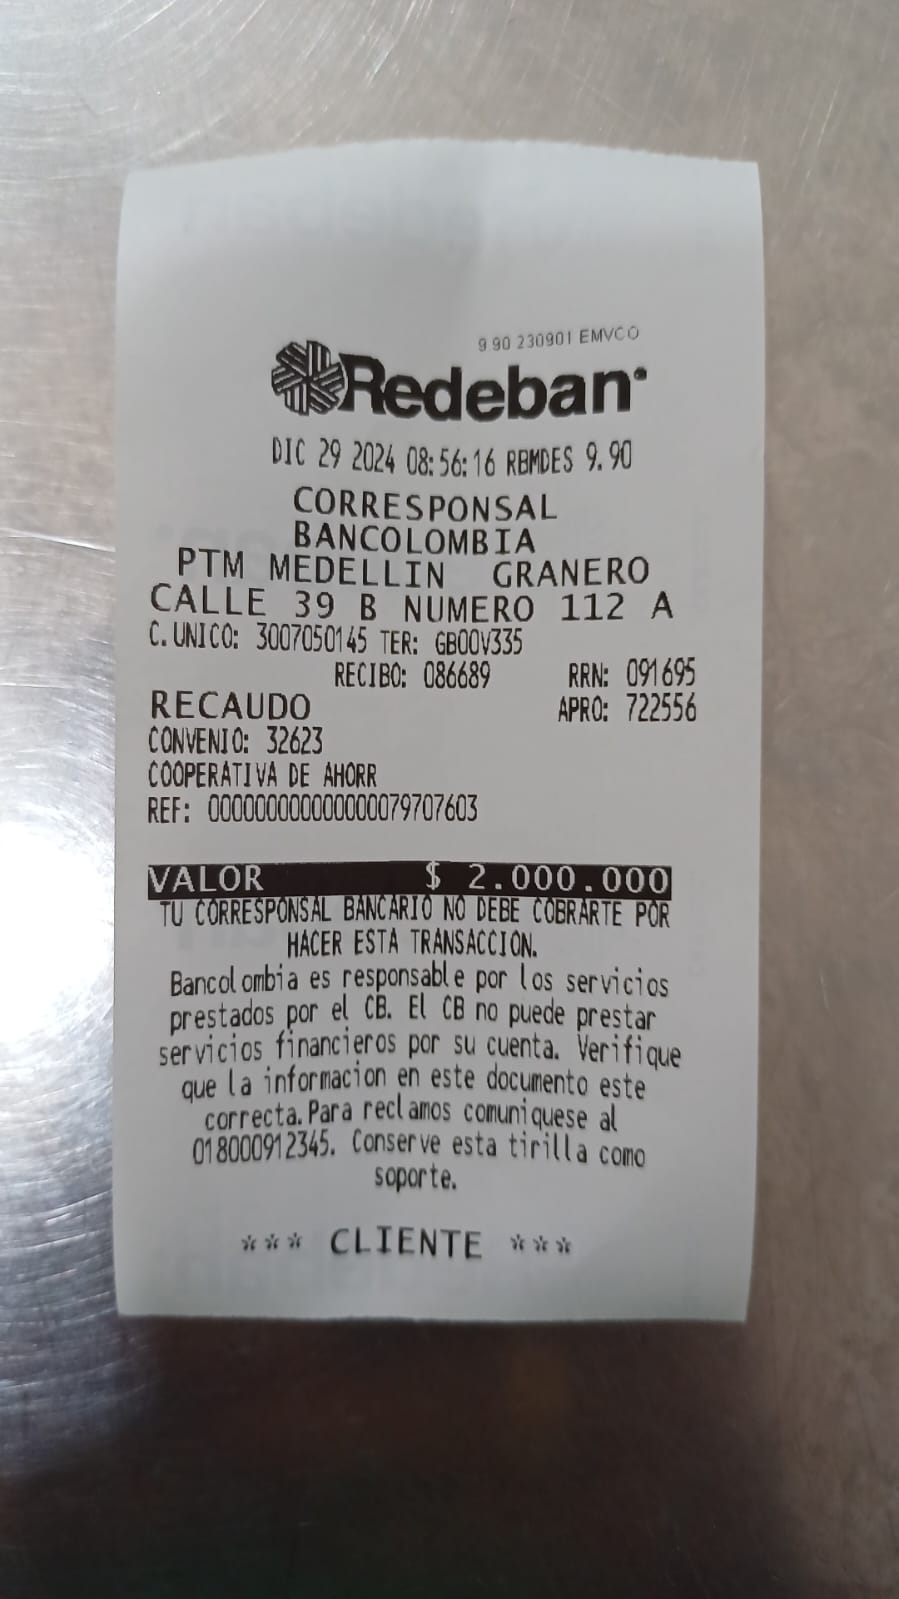 9 90 230901 EMVCO
Redeban
DIC 29 2024 08:56:16 RBMDES 9.90
CORRESPONSAL
BANCOLOMBIA
PTM MEDELLIN GRANERO
CALLE 39 B NUMERO 112 A
C. UNICO: 3007050145 TER: GB00V335
RECIBO: 086689 RRN: 091695
RECAUDO APRO: 722556
CONVENIO: 32623
COOPERATIVA DE AHORR
REF: 0000000000000000079707603
VALOR $ 2.000.000
TU CORRESPONSAL BANCARIO NO DEBE COBRARTE POR
HACER ESTA TRANSACCION.
Bancolombia es responsable por los servicios
prestados por el CB. El CB no puede prestar
servicios financieros por su cuenta. Verifique
que la informacion en este documento este
correcta. Para reclamos comuniquese al
018000912345. Conserve esta tirilla como
soporte.
*** CLIENTE ***